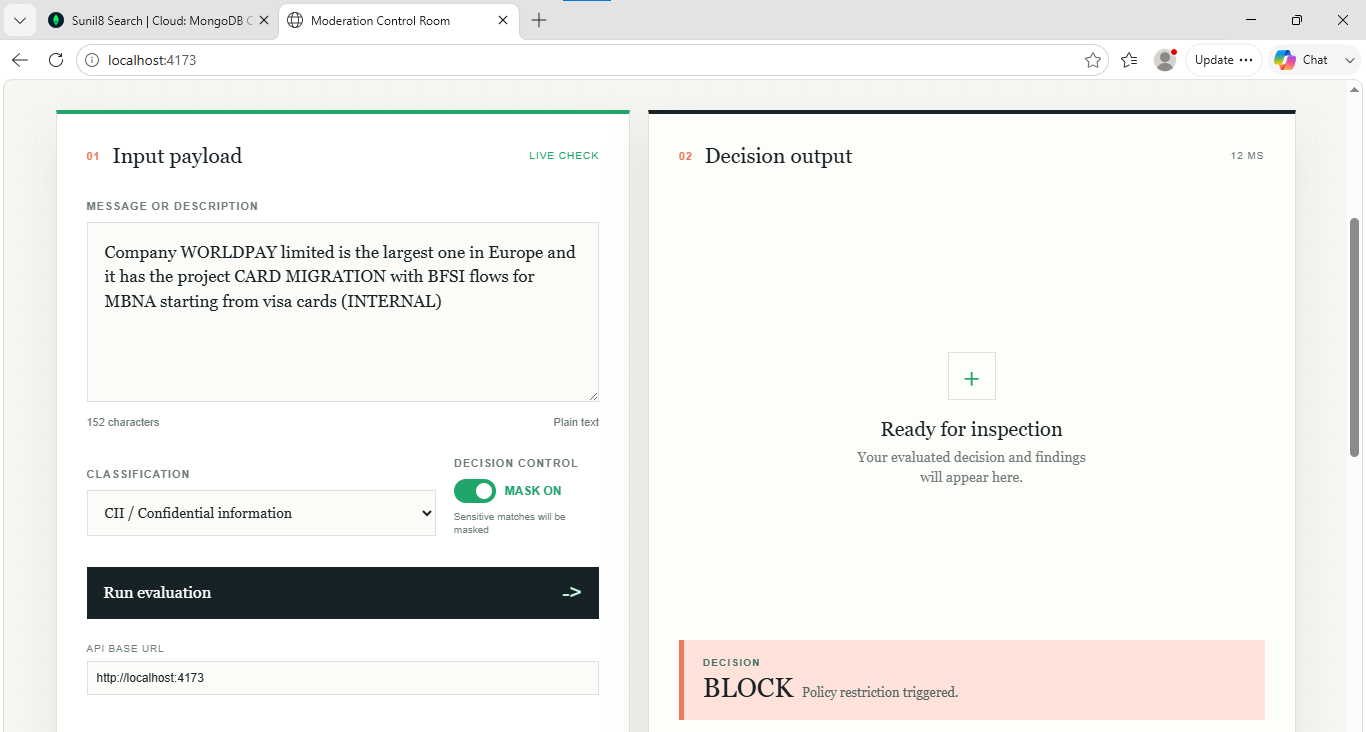 Sunil8 Search | Cloud: MongoDB C
Moderation Control Room
localhost:4173
Update
Chat
01 Input payload
LIVE CHECK
MESSAGE OR DESCRIPTION
Company WORLDPAY limited is the largest one in Europe and
it has the project CARD MIGRATION with BFSI flows for
MBNA starting from visa cards (INTERNAL)
152 characters
Plain text
CLASSIFICATION
CII / Confidential information
DECISION CONTROL
MASK ON
Sensitive matches will be
masked
Run evaluation ->
API BASE URL
http://localhost:4173
02 Decision output
12 MS
+
Ready for inspection
Your evaluated decision and findings
will appear here.
DECISION
BLOCK Policy restriction triggered.